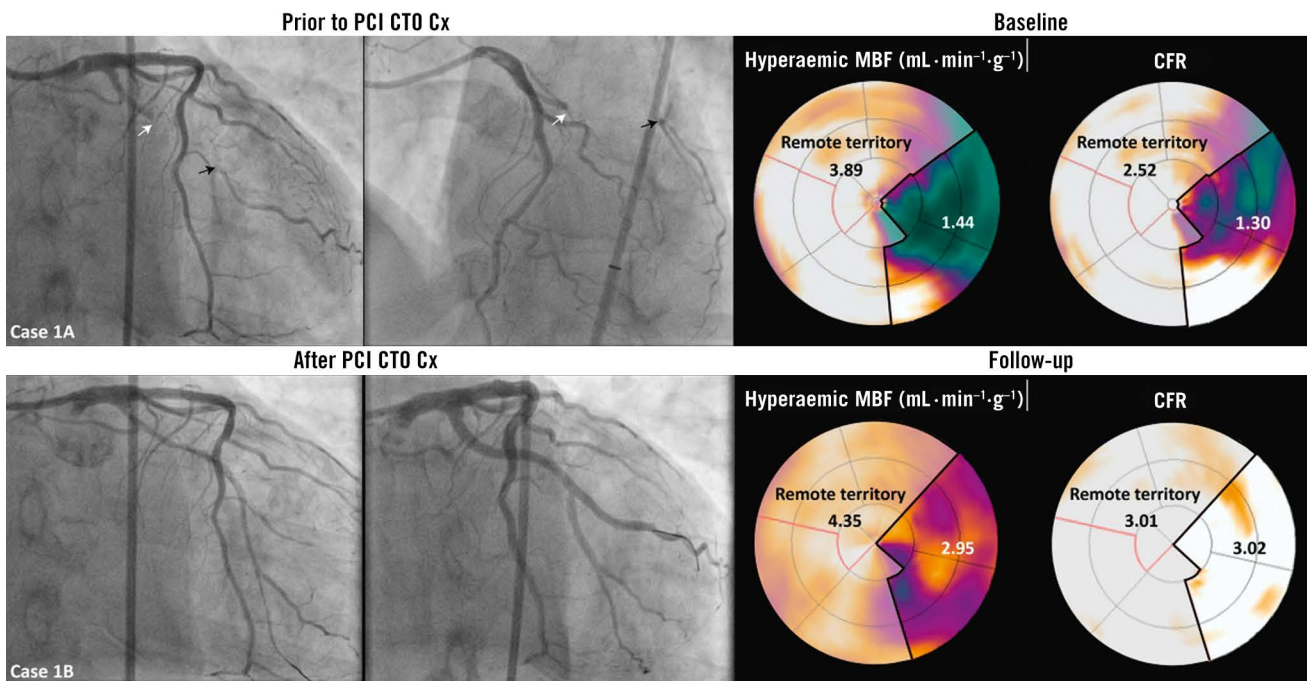 Prior to PCI CTO Cx
Baseline
Hyperaemic MBF (mL·min⁻¹·g⁻¹)
CFR
Remote territory
3.89
1.44
Remote territory
2.52
1.30
Case 1A
After PCI CTO Cx
Follow-up
Hyperaemic MBF (mL·min⁻¹·g⁻¹)
CFR
Remote territory
4.35
2.95
Remote territory
3.01
3.02
Case 1B